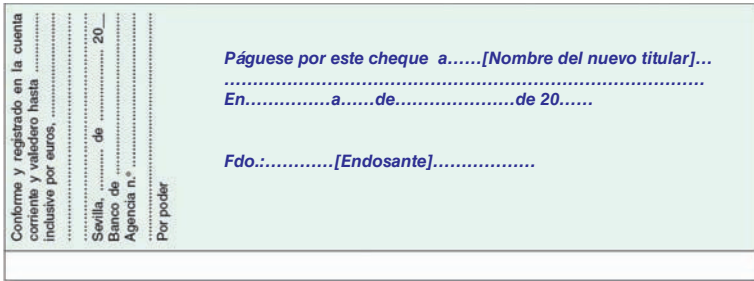 Conforme y registrado en la cuenta
corriente y valedero hasta ................
inclusive por euros, ........................
................................................
................................................
Sevilla, ......... de ................. 20__
Banco de ...................................
Agencia n.º ................................
................................................
Por poder
Páguese por este cheque a……[Nombre del nuevo titular]…
…………………………………………………………………………
En……………a……de…………………de 20……
Fdo.:…………[Endosante]………………